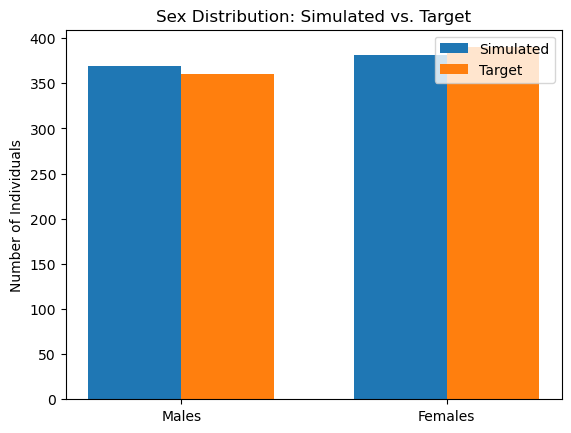 Sex Distribution: Simulated vs. Target
Simulated
Target
Number of Individuals
400
350
300
250
200
150
100
50
0
Males
Females